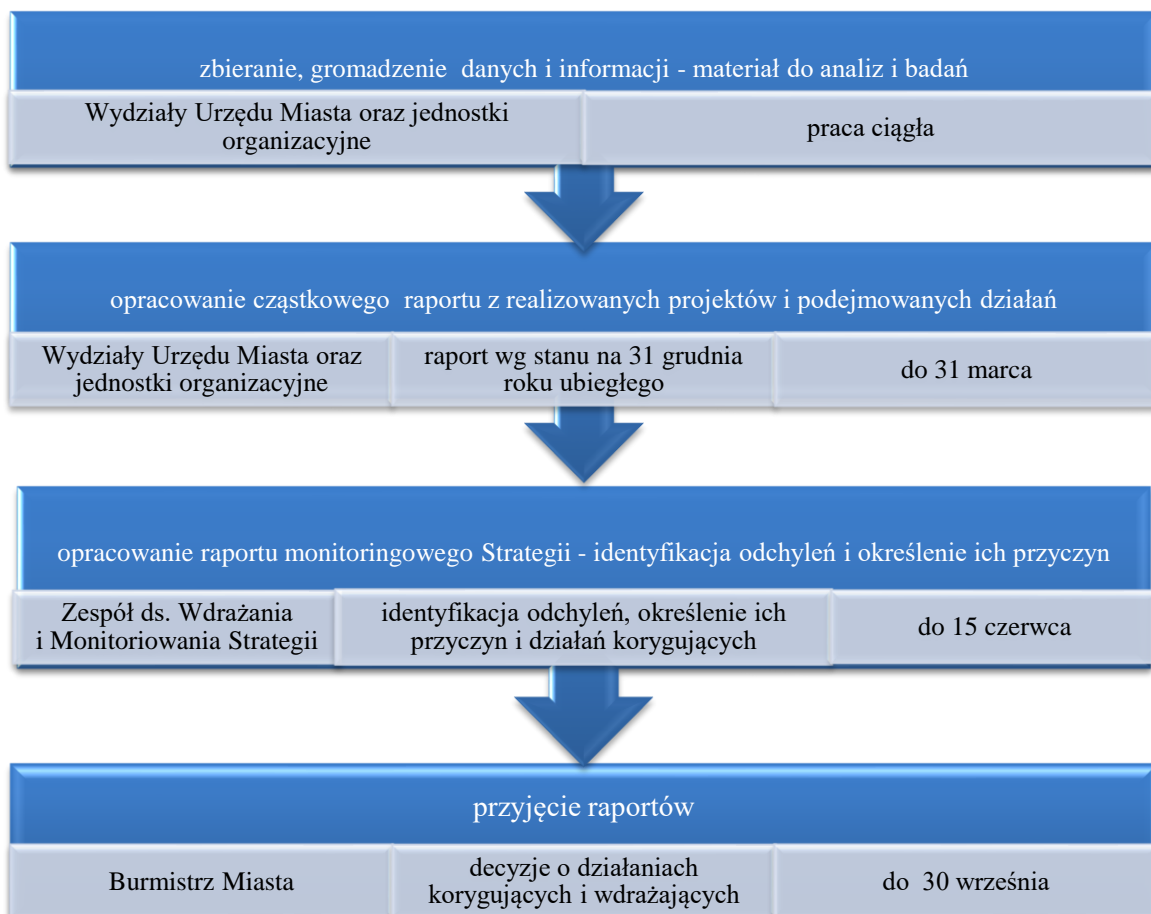 zbieranie, gromadzenie danych i informacji - materiał do analiz i badań
Wydziały Urzędu Miasta oraz jednostki
organizacyjne
praca ciągła
opracowanie cząstkowego raportu z realizowanych projektów i podejmowanych działań
Wydziały Urzędu Miasta oraz
jednostki organizacyjne
raport wg stanu na 31 grudnia
roku ubiegłego
do 31 marca
opracowanie raportu monitoringowego Strategii - identyfikacja odchyleń i określenie ich przyczyn
Zespół ds. Wdrażania
i Monitoriowania Strategii
identyfikacja odchyleń, określenie ich
przyczyn i działań korygujących
do 15 czerwca
przyjęcie raportów
Burmistrz Miasta
decyzje o działaniach
korygujących i wdrażających
do 30 września